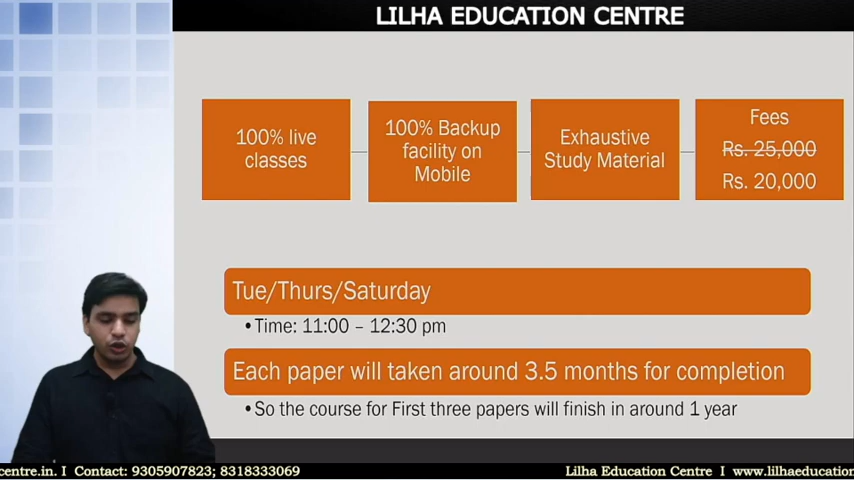 LILHA EDUCATION CENTRE
100% live
classes
100% Backup
facility on
Mobile
Exhaustive
Study Material
Fees
Rs. 25,000
Rs. 20,000
Tue/Thurs/Saturday
•Time: 11:00 – 12:30 pm
Each paper will taken around 3.5 months for completion
•So the course for First three papers will finish in around 1 year
centre.in. I Contact: 9305907823; 8318333069
Lilha Education Centre I www.lilhaeducation